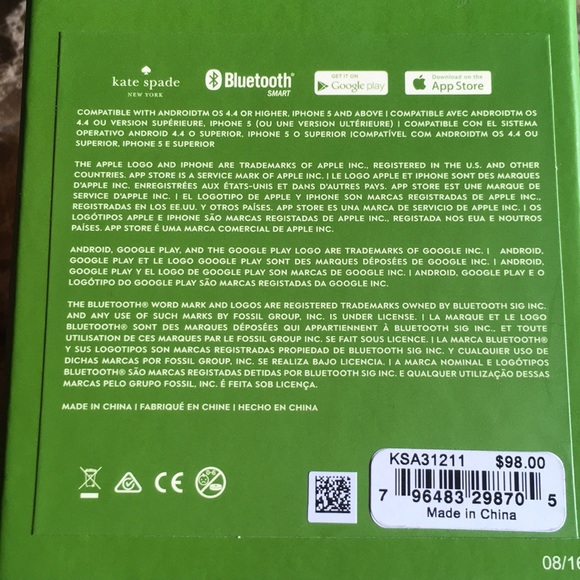 kate spade
NEW YORK
Bluetooth®
SMART
GET IT ON
Google play
Download on the
App Store
COMPATIBLE WITH ANDROIDTM OS 4.4 OR HIGHER, IPHONE 5 AND ABOVE | COMPATIBLE AVEC ANDROIDTM OS
4.4 OU VERSION SUPÉRIEURE, IPHONE 5 (OU UNE VERSION ULTÉRIEURE) | COMPATIBLE CON EL SISTEMA
OPERATIVO ANDROID 4.4 O SUPERIOR, IPHONE 5 O SUPERIOR |COMPATÍVEL COM ANDROIDTM OS 4.4 OU
SUPERIOR, IPHONE 5 E SUPERIOR
THE APPLE LOGO AND IPHONE ARE TRADEMARKS OF APPLE INC., REGISTERED IN THE U.S. AND OTHER
COUNTRIES. APP STORE IS A SERVICE MARK OF APPLE INC. | LE LOGO APPLE ET IPHONE SONT DES MARQUES
D'APPLE INC. ENREGISTRÉES AUX ÉTATS-UNIS ET DANS D'AUTRES PAYS. APP STORE EST UNE MARQUE DE
SERVICE D'APPLE INC. | EL LOGOTIPO DE APPLE Y IPHONE SON MARCAS REGISTRADAS DE APPLE INC.,
REGISTRADAS EN LOS EE.UU. Y OTROS PAÍSES. APP STORE ES UNA MARCA DE SERVICIO DE APPLE INC. | OS
LOGÓTIPOS APPLE E IPHONE SÃO MARCAS REGISTADAS DE APPLE INC., REGISTADA NOS EUA E NOUTROS
PAÍSES. APP STORE É UMA MARCA COMERCIAL DE APPLE INC.
ANDROID, GOOGLE PLAY, AND THE GOOGLE PLAY LOGO ARE TRADEMARKS OF GOOGLE INC. | ANDROID,
GOOGLE PLAY ET LE LOGO GOOGLE PLAY SONT DES MARQUES DÉPOSÉES DE GOOGLE INC. | ANDROID,
GOOGLE PLAY Y EL LOGO DE GOOGLE PLAY SON MARCAS DE GOOGLE INC. | ANDROID, GOOGLE PLAY E O
LOGÓTIPO DO GOOGLE PLAY SÃO MARCAS REGISTADAS DA GOOGLE INC.
THE BLUETOOTH® WORD MARK AND LOGOS ARE REGISTERED TRADEMARKS OWNED BY BLUETOOTH SIG INC.
AND ANY USE OF SUCH MARKS BY FOSSIL GROUP, INC. IS UNDER LICENSE. | LA MARQUE ET LE LOGO
BLUETOOTH® SONT DES MARQUES DÉPOSÉES QUI APPARTIENNENT À BLUETOOTH SIG INC., ET TOUTE
UTILISATION DE CES MARQUES PAR LE FOSSIL GROUP INC. SE FAIT SOUS LICENCE. | LA MARCA BLUETOOTH®
Y SUS LOGOTIPOS SON MARCAS REGISTRADAS PROPIEDAD DE BLUETOOTH SIG INC. Y CUALQUIER USO DE
DICHAS MARCAS POR FOSSIL GROUP, INC. SE REALIZA BAJO LICENCIA. | A MARCA NOMINAL E LOGÓTIPOS
BLUETOOTH® SÃO MARCAS REGISTADAS DETIDAS POR BLUETOOTH SIG INC. E QUALQUER UTILIZAÇÃO DESSAS
MARCAS PELO GRUPO FOSSIL, INC. É FEITA SOB LICENÇA.
MADE IN CHINA | FABRIQUÉ EN CHINE | HECHO EN CHINA
CE
0-3
KSA31211 $98.00
7 96483 29870 5
Made in China
08/16